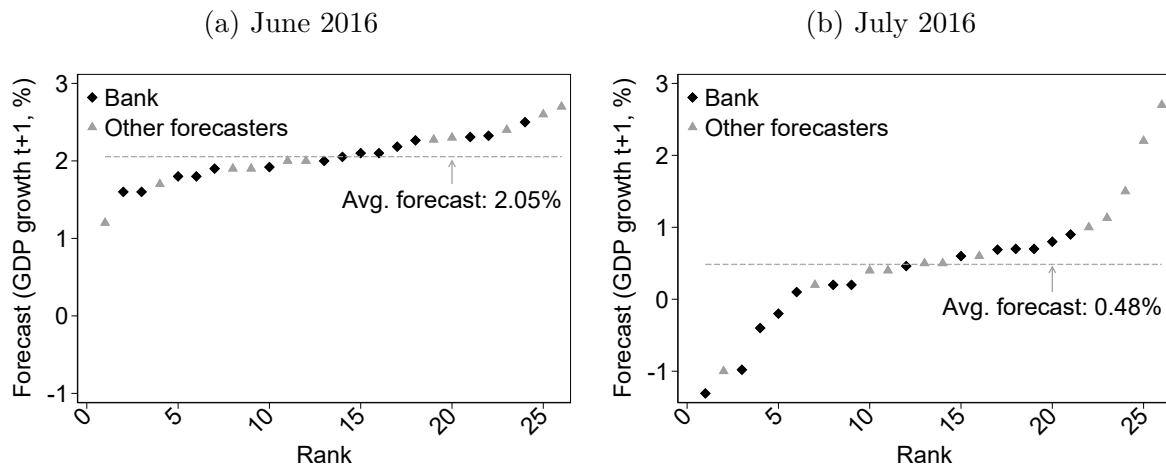 (a) June 2016
Forecast (GDP growth t+1, %)
3
2
1
0
-1
Bank
Other forecasters
Avg. forecast: 2.05%
0
5
10
15
20
25
Rank
(b) July 2016
Forecast (GDP growth t+1, %)
3
2
1
0
-1
Bank
Other forecasters
Avg. forecast: 0.48%
0
5
10
15
20
25
Rank